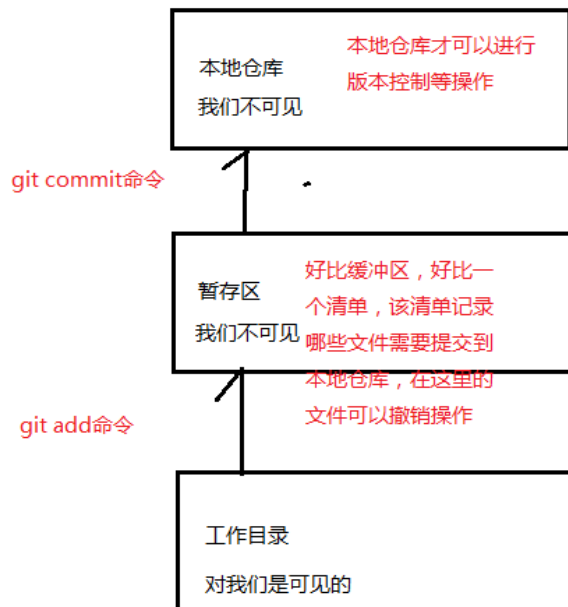 本地仓库
我们不可见
本地仓库才可以进行
版本控制等操作
git commit命令
暂存区
我们不可见
好比缓冲区，好比一
个清单，该清单记录
哪些文件需要提交到
本地仓库，在这里的
文件可以撤销操作
git add命令
工作目录
对我们是可见的